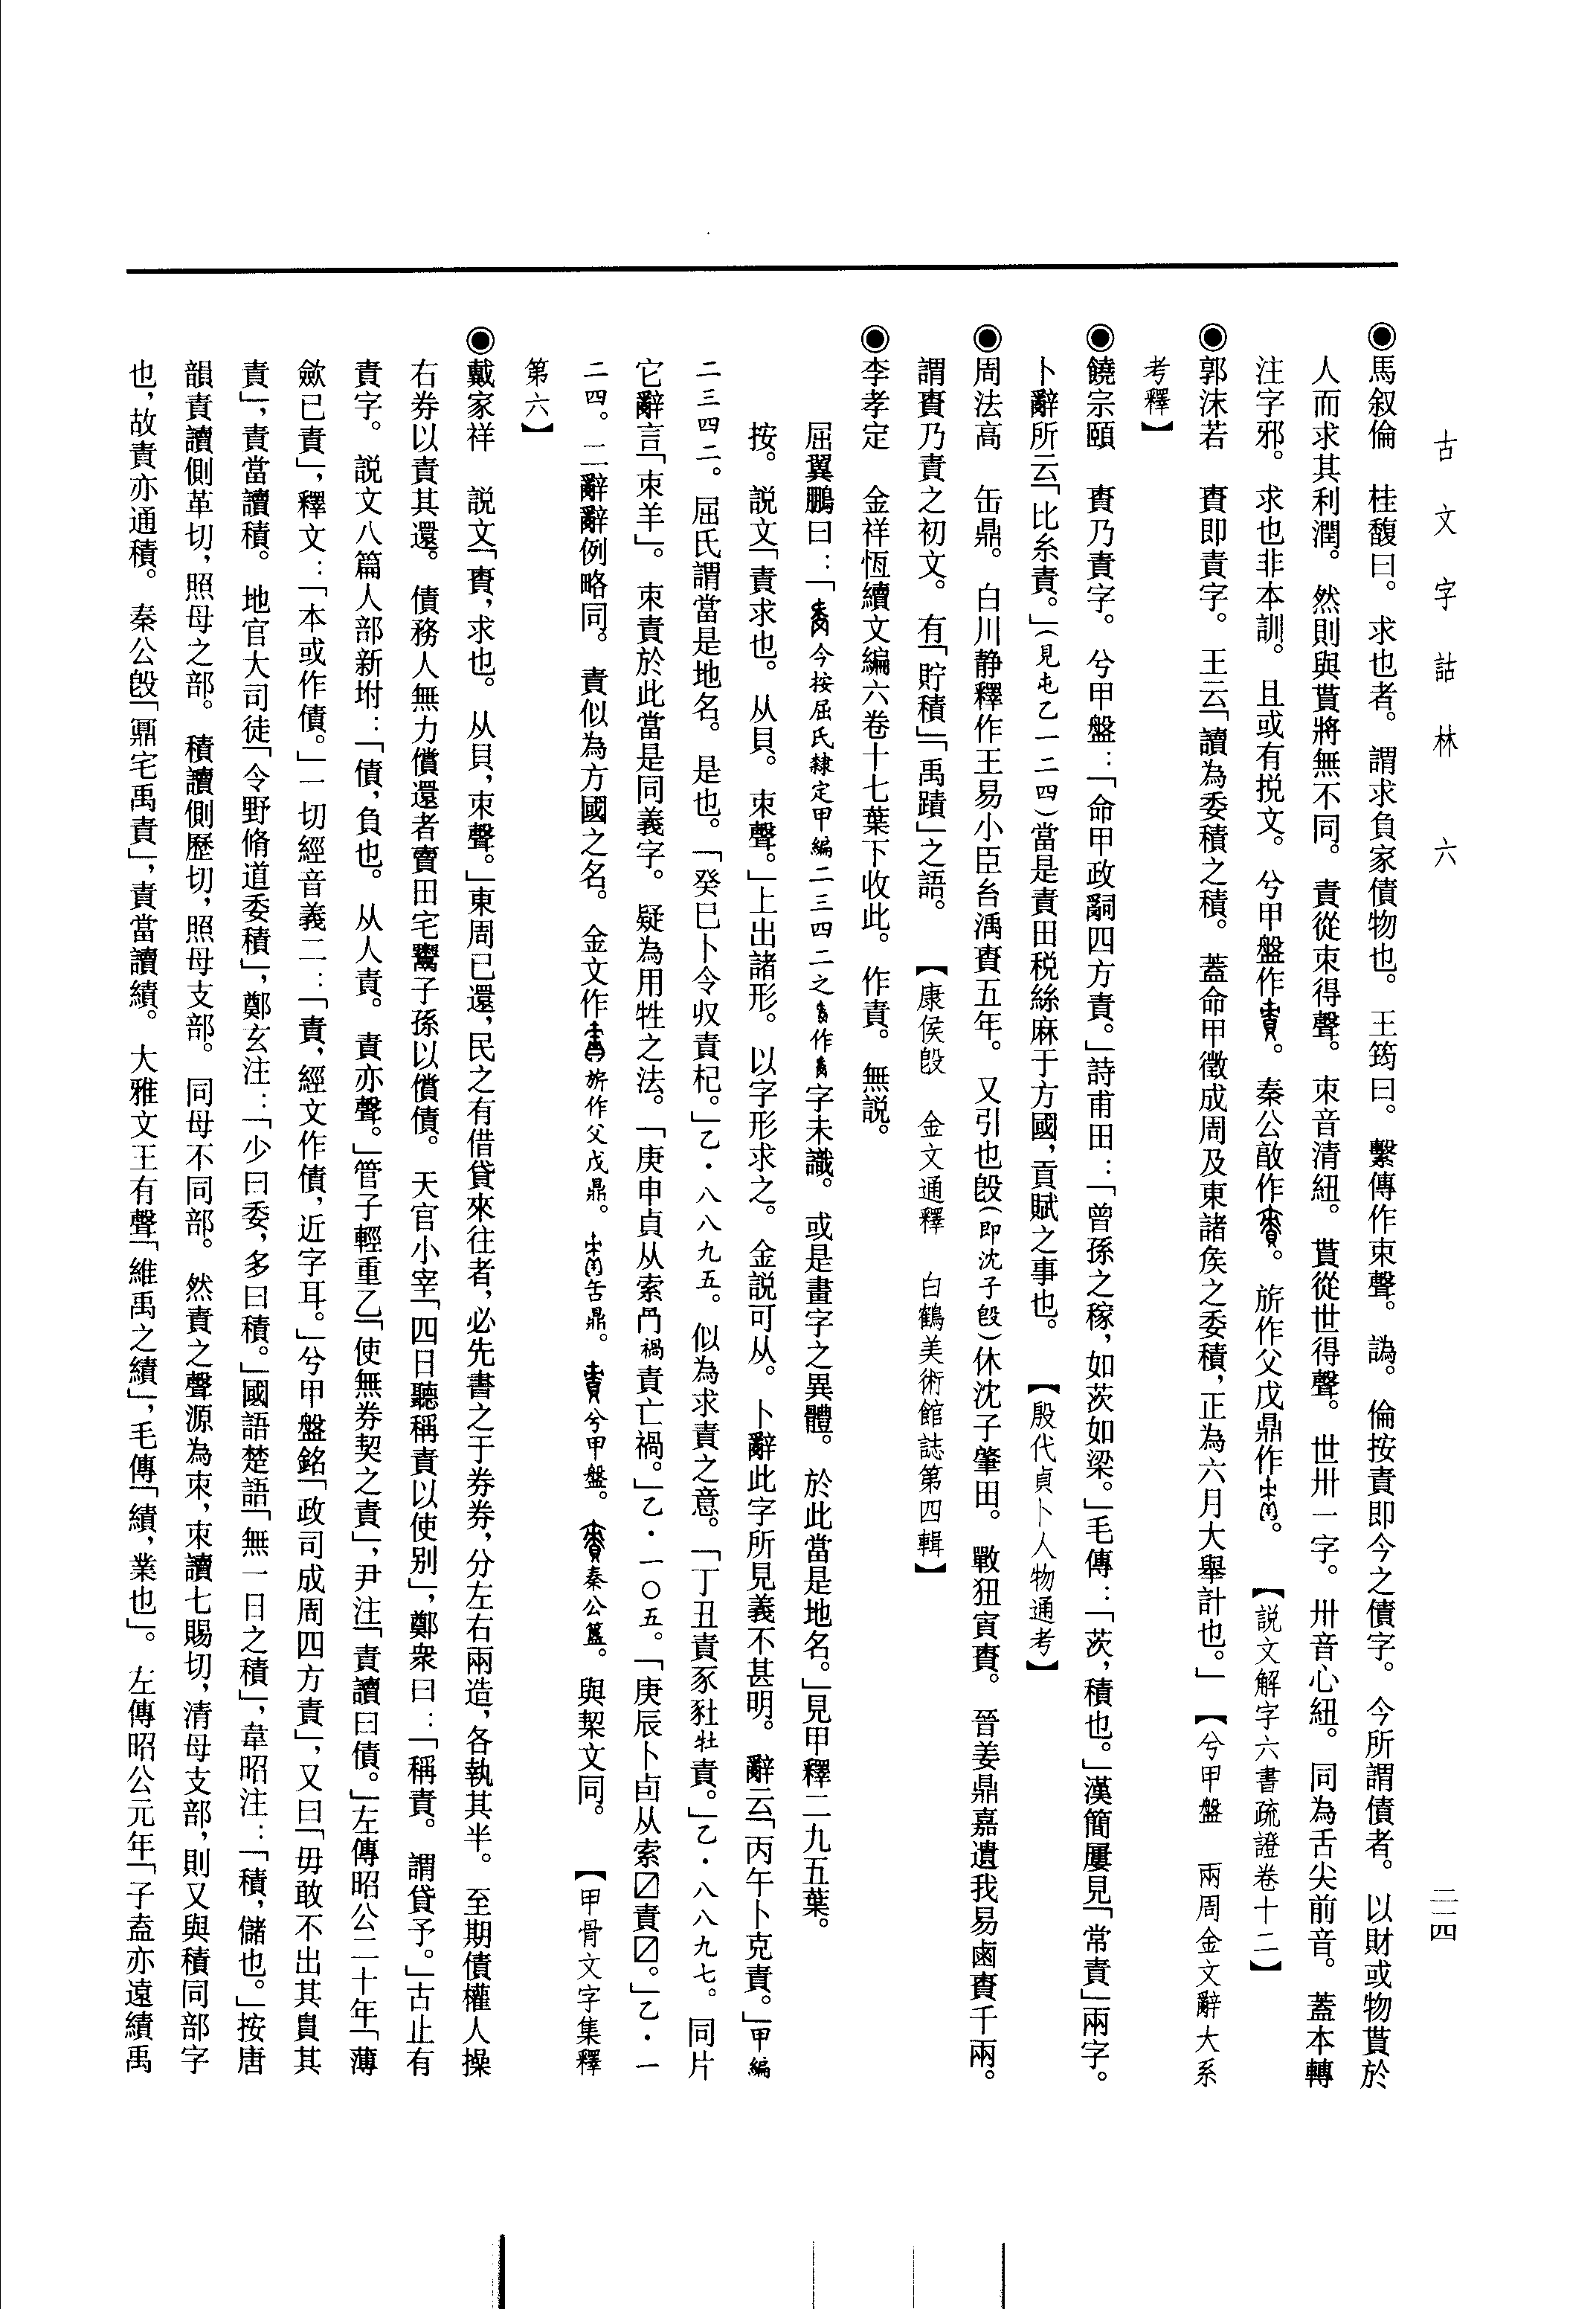 古文字詁林　六
二一四
◉馬叙倫　桂馥曰。求也者。謂求負家債物也。王筠曰。繫傳作朿聲。譌。倫按責即今之債字。今所謂債者。以財或物貰於
人而求其利潤。然則與貰將無不同。責從朿得聲。朿音清紐。貰從世得聲。世卅一字。卅音心紐。同為舌尖前音。蓋本轉
注字邪。求也非本訓。且或有挩文。兮甲盤作。秦公𣪘作。旂作父戊鼎作。【説文解字六書疏證卷十二】
◉郭沫若　𧵩即責字。王云「讀為委積之積。蓋命甲徵成周及東諸矦之委積，正為六月大舉計也。」【兮甲盤　兩周金文辭大系
考釋】
◉饒宗頤　𧵩乃責字。兮甲盤：「命甲政𤔲四方責。」詩甫田：「曾孫之稼，如茨如梁。」毛傳：「茨，積也。」漢簡屢見「常責」兩字。
卜辭所云「比糸責。」（見屯乙一二四）當是責田税絲麻于方國，貢賦之事也。【殷代貞卜人物通考】
◉周法高　缶鼎。白川静釋作王易小臣缶渪𧵩五年。又引也𣪘（即沈子𣪘）休沈子肇田。戰狃貯𧵩。晉姜鼎嘉遣我易鹵𧵩千兩。
謂𧵩乃責之初文。有「貯積」「禹蹟」之語。【康侯𣪘　金文通釋　白鶴美術館誌第四輯】
◉李孝定　金祥恆續文編六卷十七葉下收此。作責。無説。
屈翼鵬曰：「今按屈氏隸定甲編二三四二之作字未識。或是畫字之異體。於此當是地名。」見甲釋二九五葉。
按。説文「責求也。从貝。朿聲。」上出諸形。以字形求之。金説可从。卜辭此字所見義不甚明。辭云「丙午卜克責。」甲編
二三四二。屈氏謂當是地名。是也。「癸巳卜令収責杞。」乙・八八九五。似為求責之意。「丁丑責豕㹠牡責。」乙・八八九七。同片
它辭言「朿羊」。朿責於此當是同義字。疑為用牲之法。「庚申貞从索門禍責亡禍。」乙・一〇五。「庚辰卜𠧞从索〼責〼。」乙・一
二四。二辭辭例略同。責似為方國之名。金文作旂作父戊鼎。缶鼎。兮甲盤。秦公簋。與栔文同。【甲骨文字集釋
第六】
◉戴家祥　説文「𧵩，求也。从貝，朿聲。」東周已還，民之有借貸來往者，必先書之于券券，分左右兩造，各執其半。至期債權人操
右券以責其還。債務人無力償還者賣田宅鬻子孫以償債。天官小宰「四曰聽稱責以傅别」，鄭衆曰：「稱責。謂貸予。」古止有
責字。説文八篇人部新坿：「債，負也。从人責。責亦聲。」管子輕重乙「使無券契之責」，尹注「責讀曰債。」左傳昭公二十年「薄
斂已責」，釋文：「本或作債。」一切經音義二：「責，經文作債，近字耳。」兮甲盤銘「政司成周四方責」，又曰「毋敢不出其𧴱其
責」，責當讀積。地官大司徒「令野脩道委積」，鄭玄注：「少曰委，多曰積。」國語楚語「無一日之積」，韋昭注：「積，儲也。」按唐
韻責讀側革切，照母之部。積讀側歷切，照母支部。同母不同部。然責之聲源為朿，朿讀七賜切，清母支部，則又與積同部字
也，故責亦通積。秦公𣪘「鼏宅禹責」，責當讀績。大雅文王有聲「維禹之績」，毛傳「績，業也」。左傳昭公元年「子盍亦遠績禹